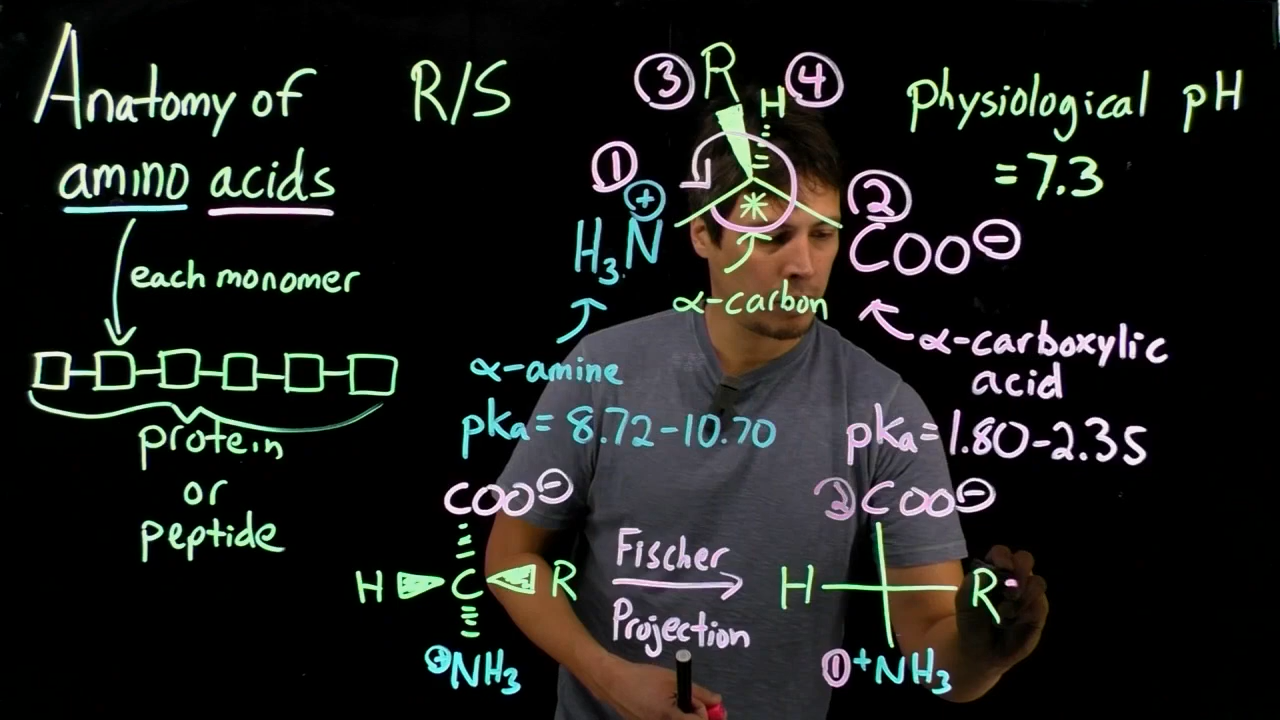 Anatomy of
amino acids
each monomer
protein
or
peptide
R/S
③ R H ④
① ②
H₃N⊕ * COO⊖
α-carbon
α-amine
pKa = 8.72-10.70
α-carboxylic
acid
pKa = 1.80-2.35
physiological pH
= 7.3
COO⊖
H C R
⊕NH₃
Fischer
Projection
COO⊖
H R
① +NH₃